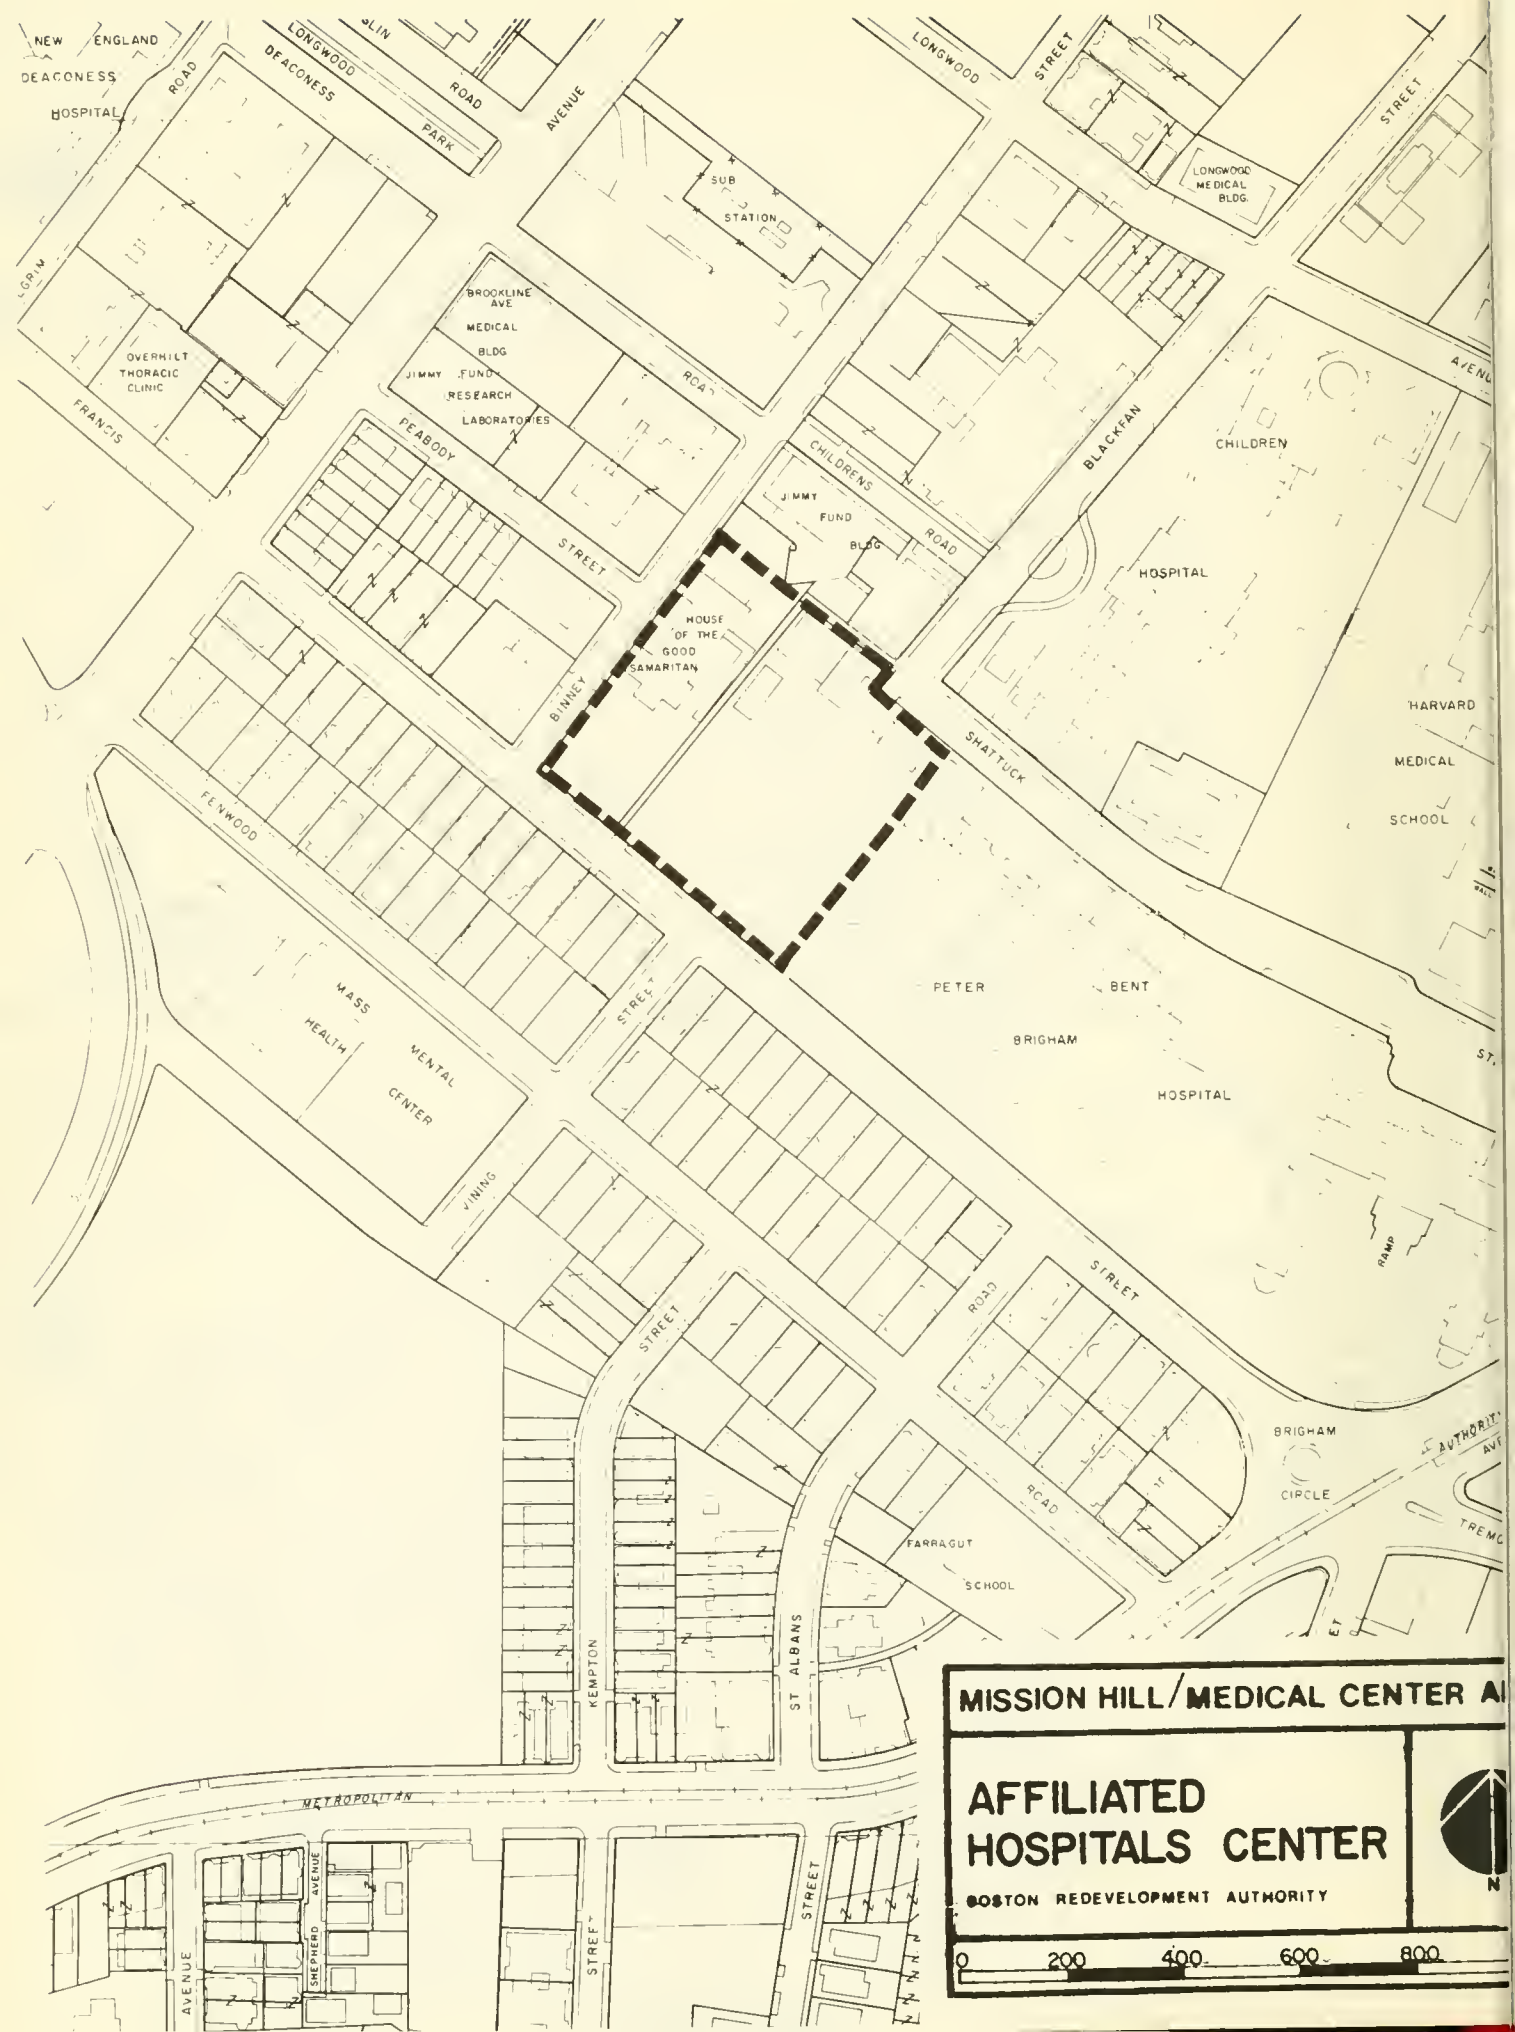 NEW ENGLAND
DEACONESS
HOSPITAL
ROAD
LONGWOOD
DEACONESS
ROAD
PARK
AVENUE
LONGWOOD
STREET
STREET
LONGWOOD
MEDICAL
BLDG.
SUB
STATION
BROOKLINE
AVE
MEDICAL
BLDG
JIMMY FUND
RESEARCH
LABORATORIES
ROAD
OVERHILT
THORACIC
CLINIC
FRANCIS
PEABODY
STREET
CHILDRENS
ROAD
JIMMY
FUND
BLDG
BLACKFAN
CHILDREN
HOSPITAL
HOUSE
OF THE
GOOD
SAMARITAN
BINNEY
SHATTUCK
HARVARD
MEDICAL
SCHOOL
FENWOOD
STREET
MASS
MENTAL
HEALTH
CENTER
PETER BENT
BRIGHAM
HOSPITAL
ST.
VINING
RAMP
STREET
ROAD
STREET
BRIGHAM
CIRCLE
ROAD
FARRAGUT
SCHOOL
KEMPTON
ST ALBANS
METROPOLITAN
AVENUE
SHEPHERD AVENUE
STREET
STREET
MISSION HILL/MEDICAL CENTER
AFFILIATED
HOSPITALS CENTER
BOSTON REDEVELOPMENT AUTHORITY
N
0 200 400 600 800